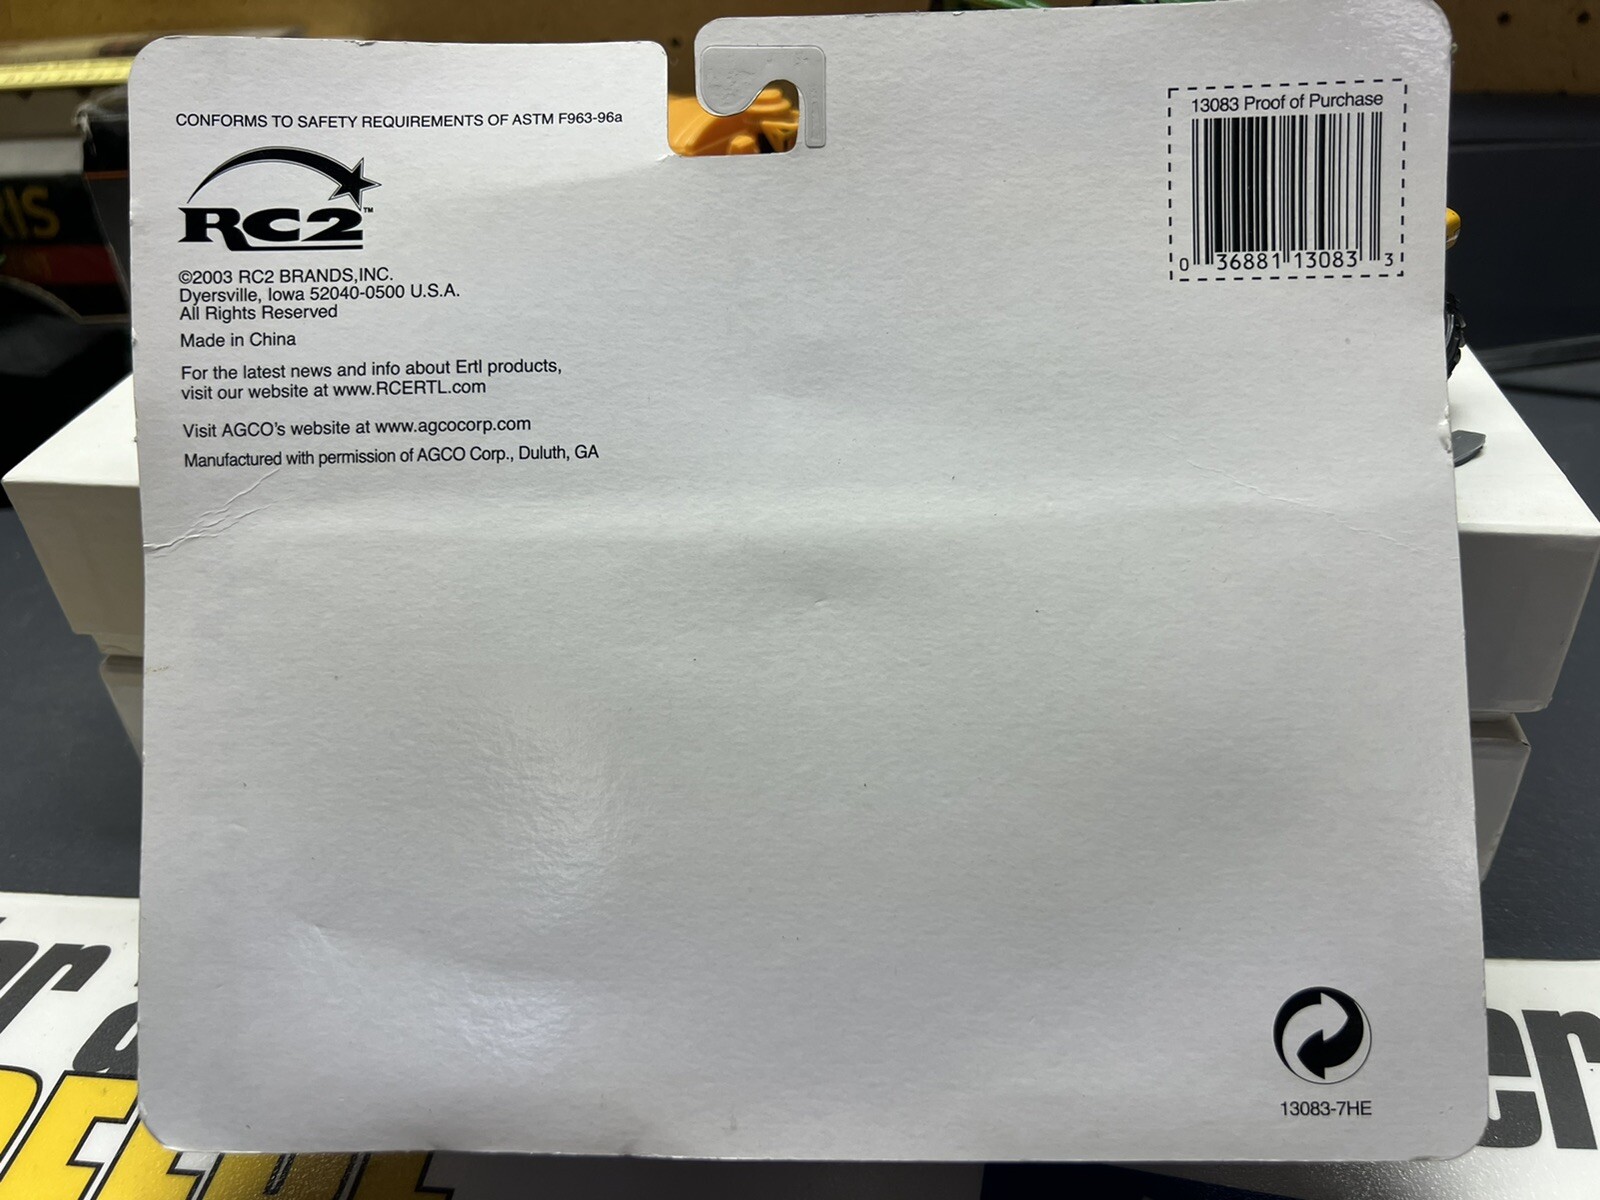 CONFORMS TO SAFETY REQUIREMENTS OF ASTM F963-96a
RC2™
©2003 RC2 BRANDS,INC.
Dyersville, Iowa 52040-0500 U.S.A.
All Rights Reserved
Made in China
For the latest news and info about Ertl products,
visit our website at www.RCERTL.com
Visit AGCO's website at www.agcocorp.com
Manufactured with permission of AGCO Corp., Duluth, GA
13083 Proof of Purchase
0 36881 13083 3
13083-7HE